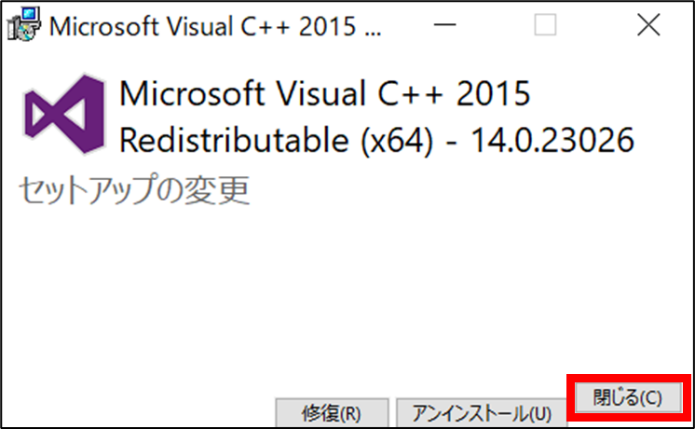 Microsoft Visual C++ 2015 ...
Microsoft Visual C++ 2015
Redistributable (x64) - 14.0.23026
セットアップの変更
修復(R)
アンインストール(U)
閉じる(C)